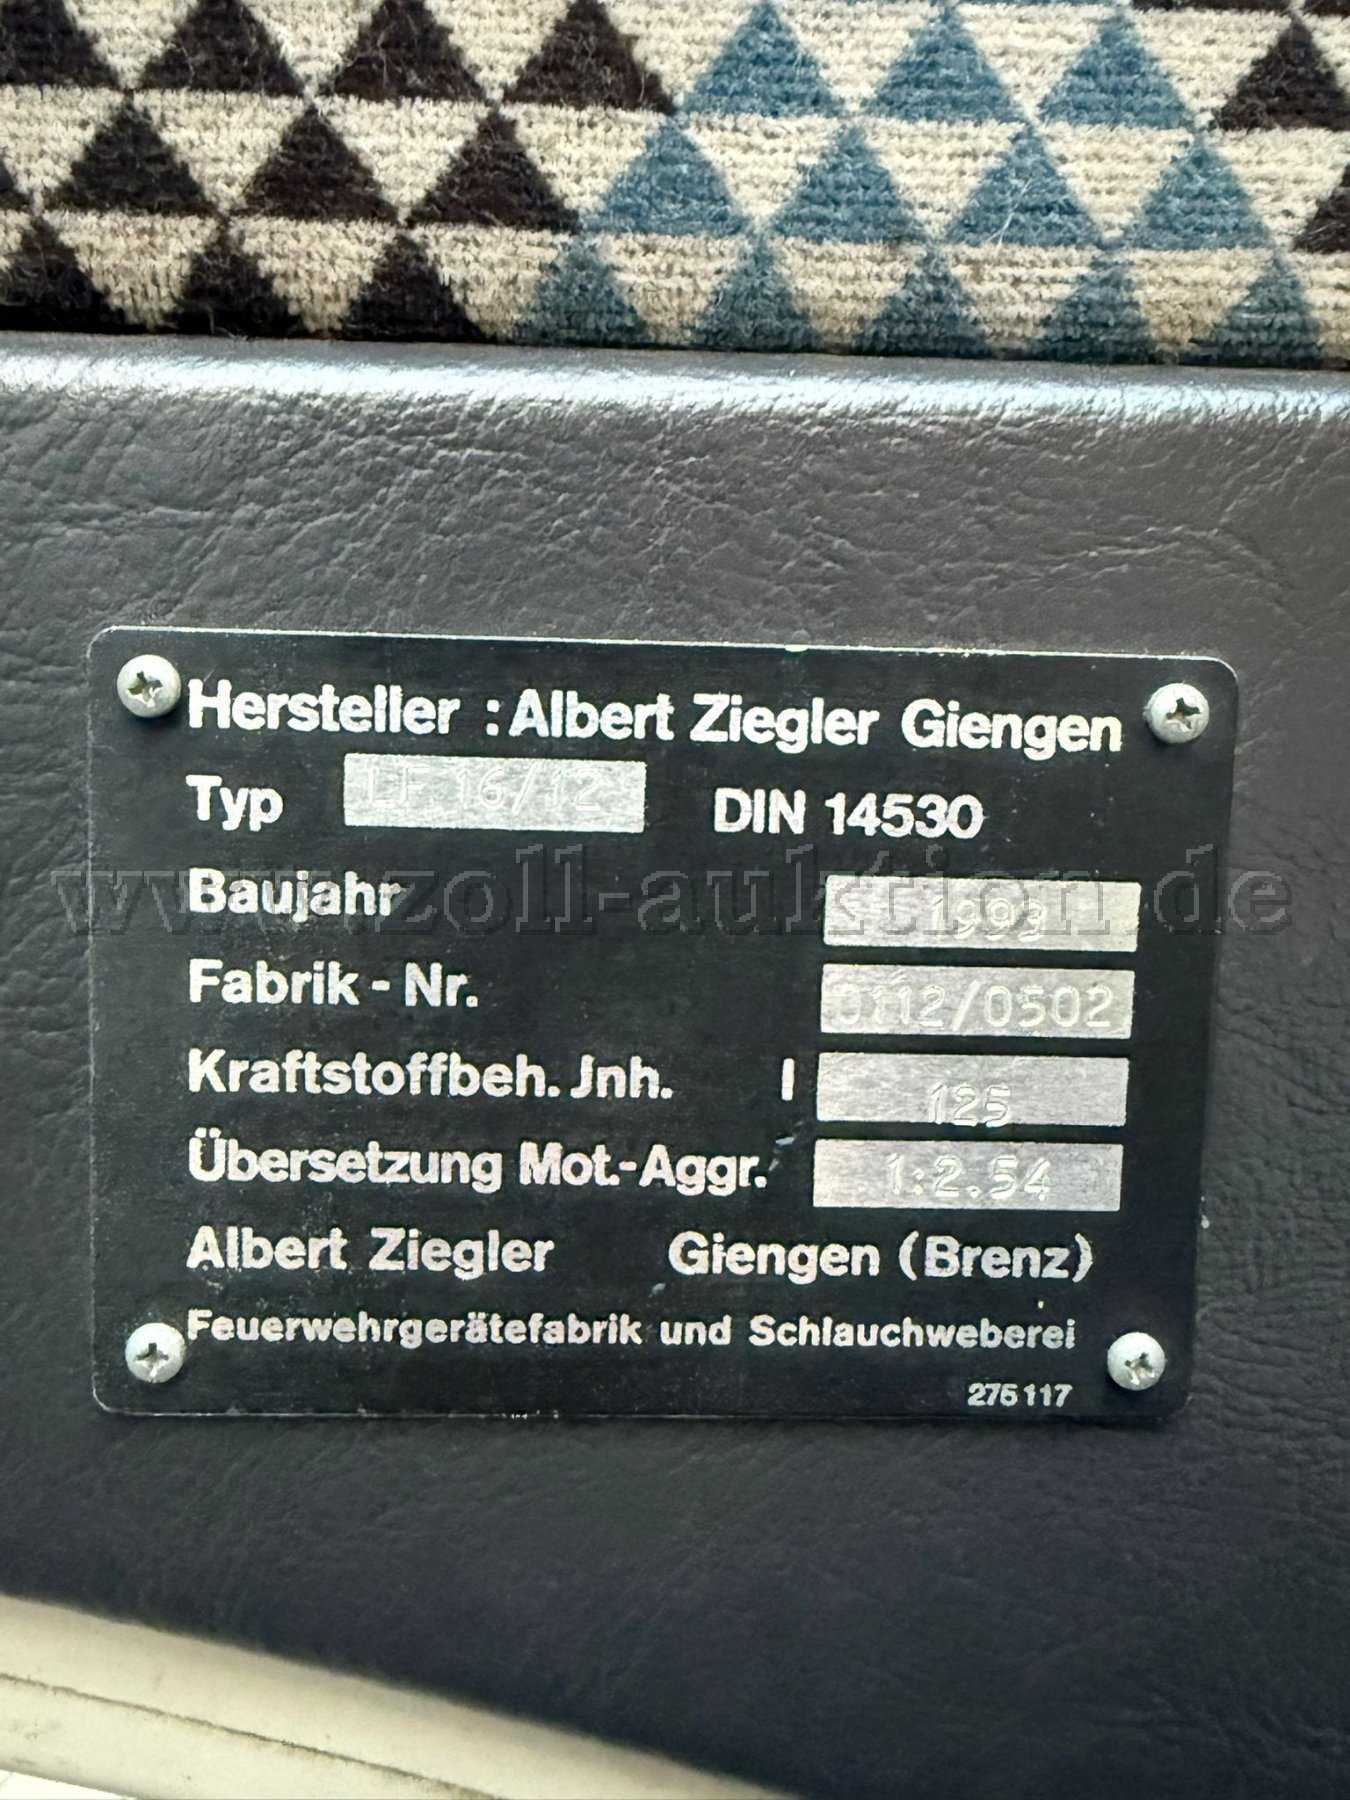 Hersteller : Albert Ziegler Giengen
Typ LF 16/12 DIN 14530
Baujahr 1993
www.zoll-auktion.de
Fabrik - Nr. 0112/0502
Kraftstoffbeh. Jnh. l 125
Übersetzung Mot.-Aggr. 1:2.54
Albert Ziegler Giengen (Brenz)
Feuerwehrgerätefabrik und Schlauchweberei
275117